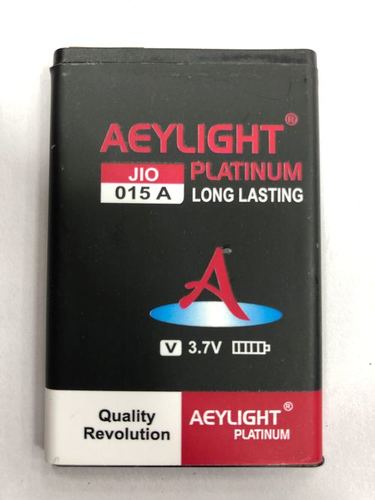 AEYLIGHT®
JIO
015 A
PLATINUM
LONG LASTING
A
V 3.7V
Quality
Revolution
AEYLIGHT®
PLATINUM